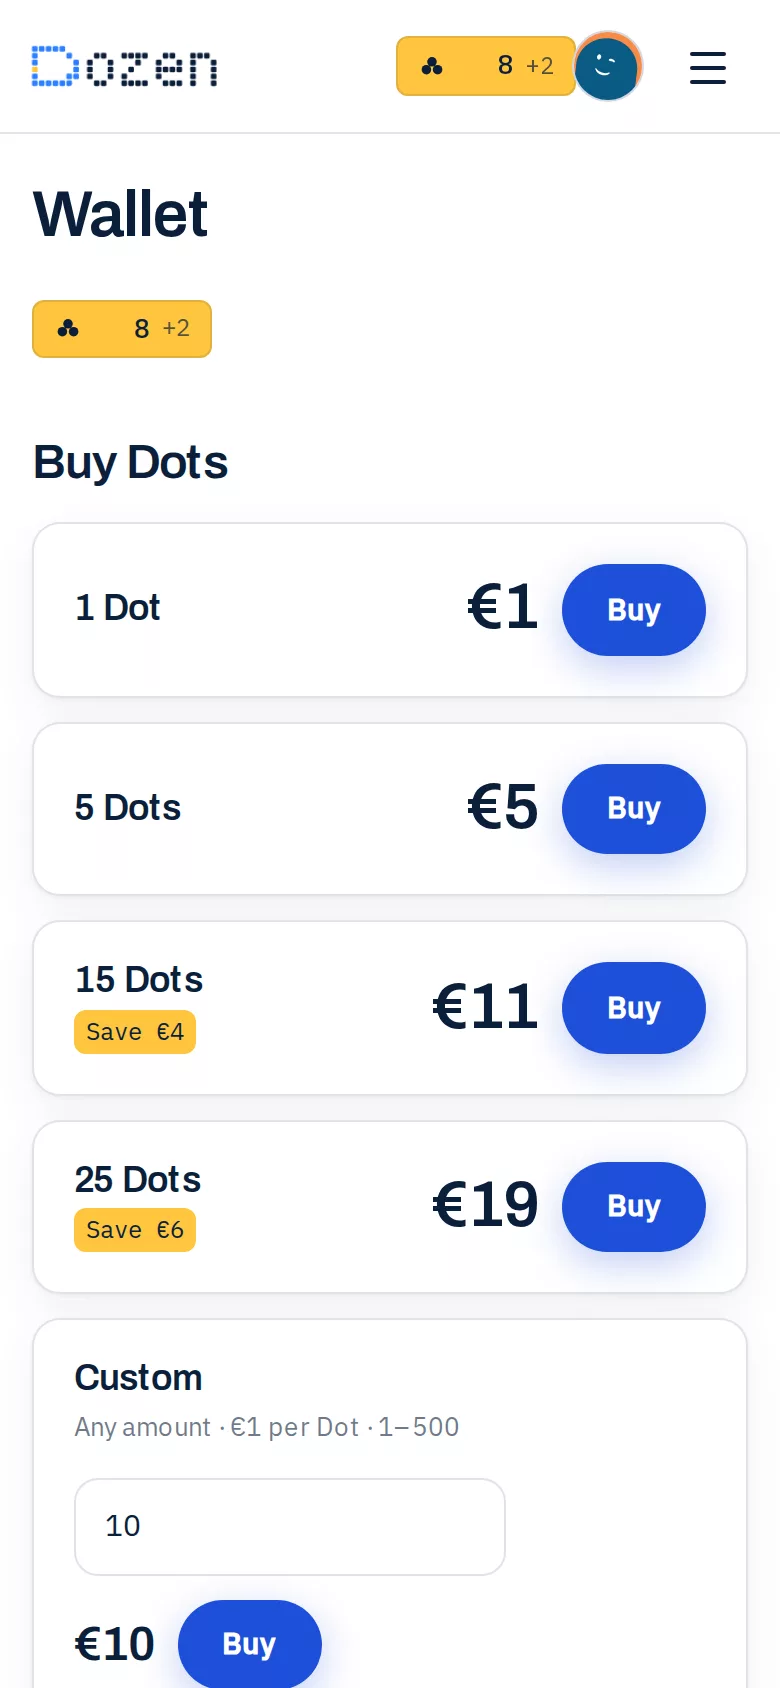 Dozen
8 +2
Wallet
8 +2
Buy Dots
1 Dot €1 Buy
5 Dots €5 Buy
15 Dots €11 Buy
Save €4
25 Dots €19 Buy
Save €6
Custom
Any amount · €1 per Dot · 1–500
10
€10 Buy